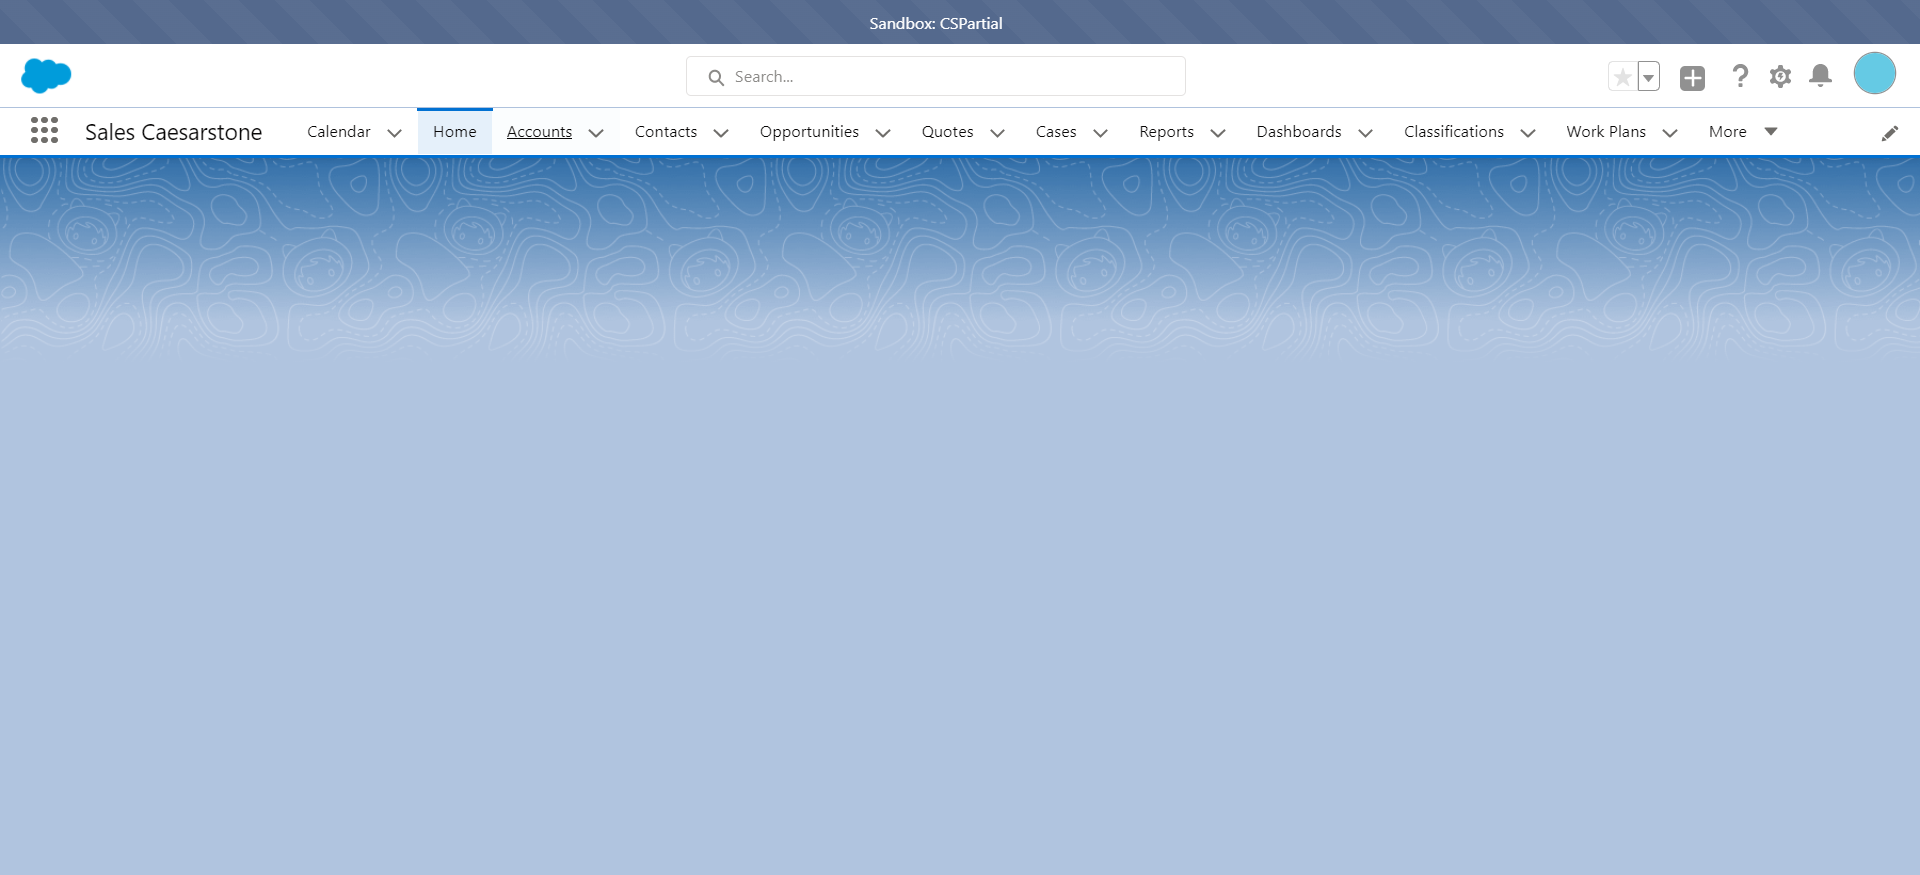 Sandbox: CSPartial
Search...
Sales Caesarstone Calendar Home Accounts Contacts Opportunities Quotes Cases Reports Dashboards Classifications Work Plans More